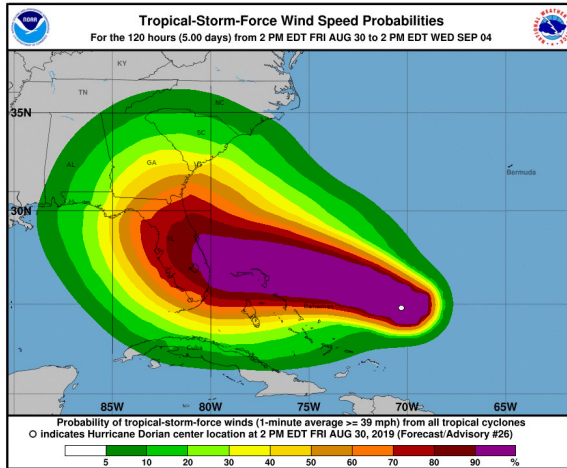 NOAA
Tropical-Storm-Force Wind Speed Probabilities
For the 120 hours (5.00 days) from 2 PM EDT FRI AUG 30 to 2 PM EDT WED SEP 04
KY
TN
NC
35N
SC
AL
GA
Bermuda
30N
FL
Bahamas
Cuba
85W
80W
75W
70W
65W
Probability of tropical-storm-force winds (1-minute average >= 39 mph) from all tropical cyclones
O indicates Hurricane Dorian center location at 2 PM EDT FRI AUG 30, 2019 (Forecast/Advisory #26)
5 10 20 30 40 50 60 70 80 90 %